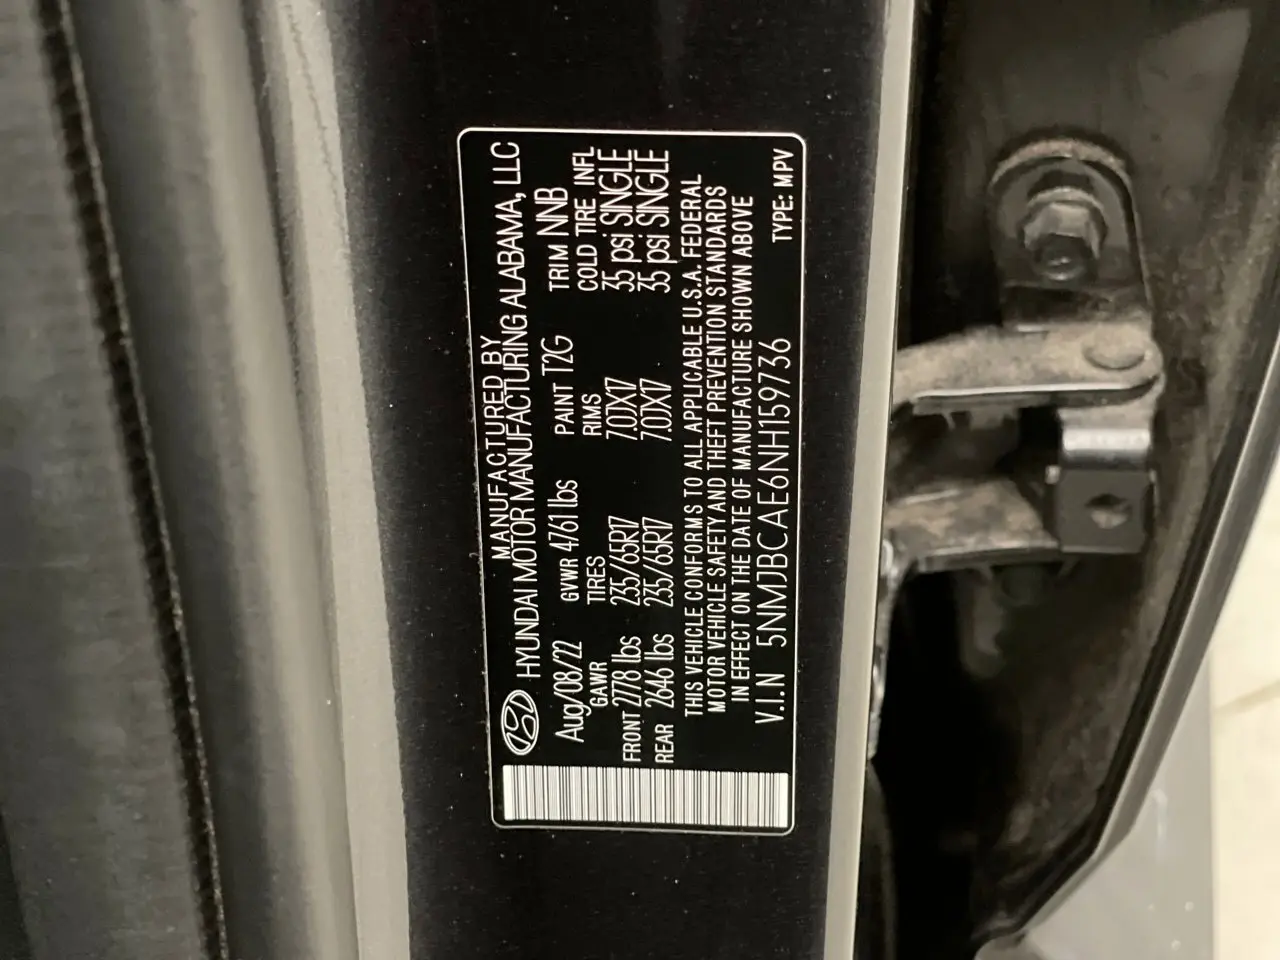 MANUFACTURED BY
HYUNDAI MOTOR MANUFACTURING ALABAMA, LLC
Aug/08/22 GVWR 4761 lbs PAINT T2G TRIM NNB
GAWR TIRES RIMS COLD TIRE INFL
FRONT 2778 lbs 235/65R17 7.0JX17 35 psi SINGLE
REAR 2646 lbs 235/65R17 7.0JX17 35 psi SINGLE
THIS VEHICLE CONFORMS TO ALL APPLICABLE U.S.A. FEDERAL
MOTOR VEHICLE SAFETY AND THEFT PREVENTION STANDARDS
IN EFFECT ON THE DATE OF MANUFACTURE SHOWN ABOVE
V.I.N 5NMJBCAE6NH159736 TYPE: MPV